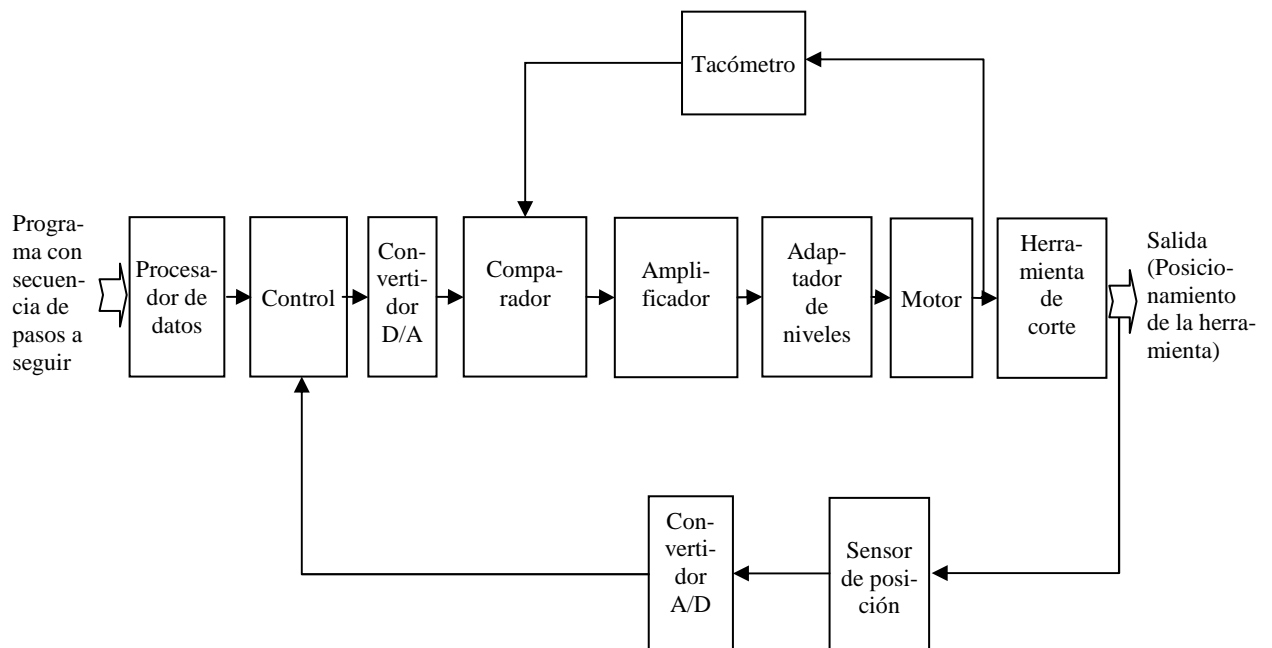 Tacómetro
Progra-
ma con
secuen-
cia de
pasos a
seguir
Procesa-
dor de
datos
Control
Con-
verti-
dor
D/A
Compa-
rador
Ampli-
ficador
Adap-
tador
de
niveles
Motor
Herra-
mienta
de
corte
Salida
(Posicio-
namiento
de la herra-
mienta)
Con-
verti-
dor
A/D
Sensor
de posi-
ción